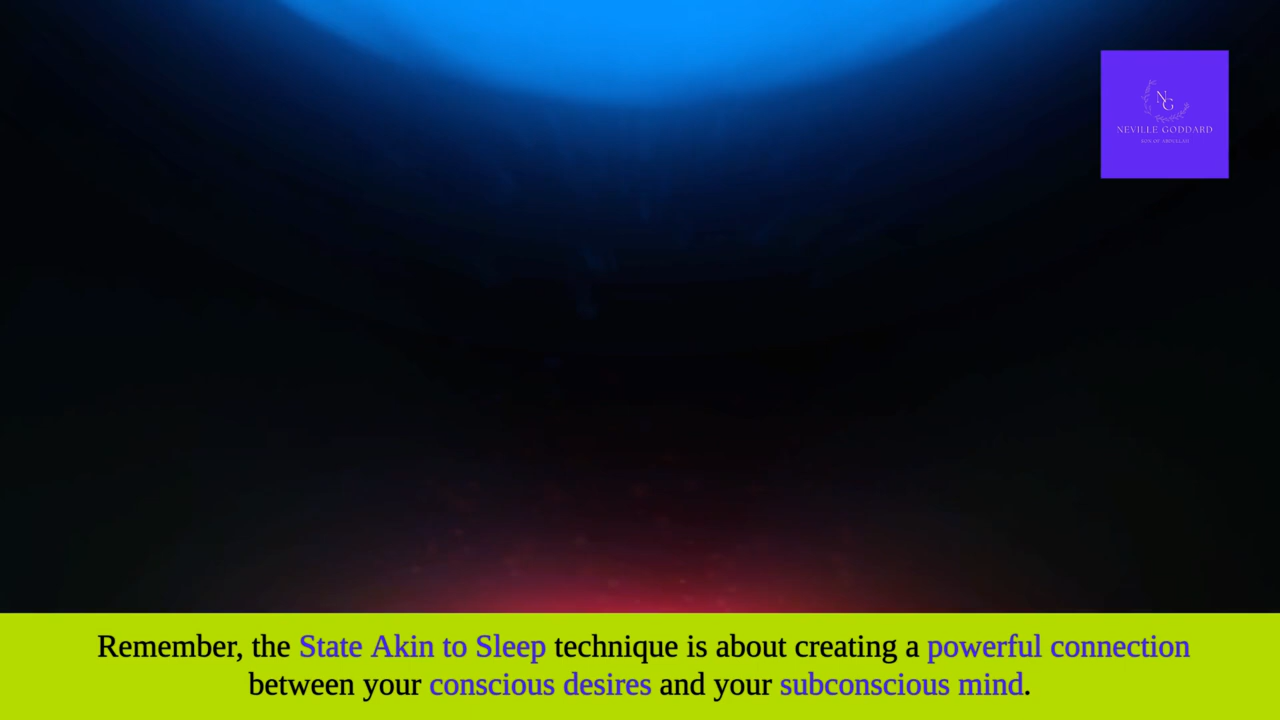 NG
NEVILLE GODDARD
Remember, the State Akin to Sleep technique is about creating a powerful connection
between your conscious desires and your subconscious mind.